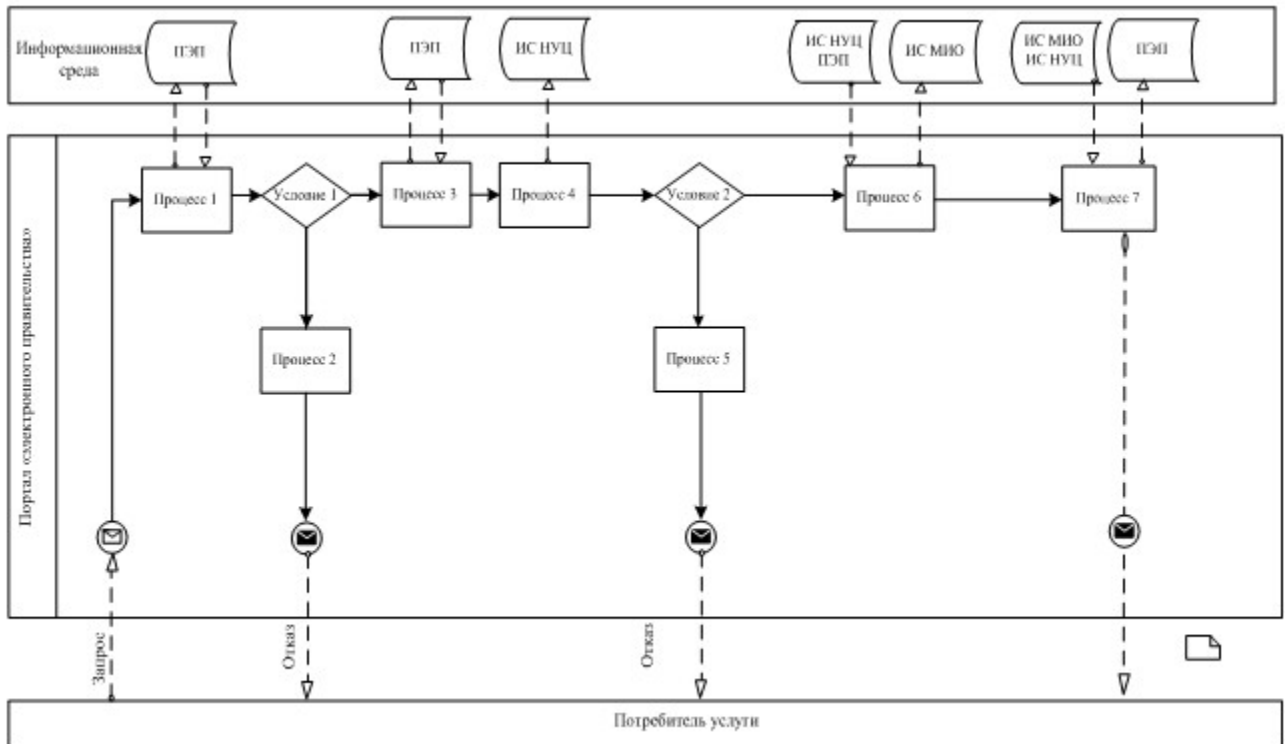 Информационная
среда
ПЭП
ПЭП
ИС НУЦ
ИС НУЦ
ПЭП
ИС МИО
ИС МИО
ИС НУЦ
ПЭП
Портал «электронного правительства»
Процесс 1
Условие 1
Процесс 3
Процесс 4
Условие 2
Процесс 6
Процесс 7
Процесс 2
Процесс 5
Запрос
Отказ
Отказ
Потребитель услуги